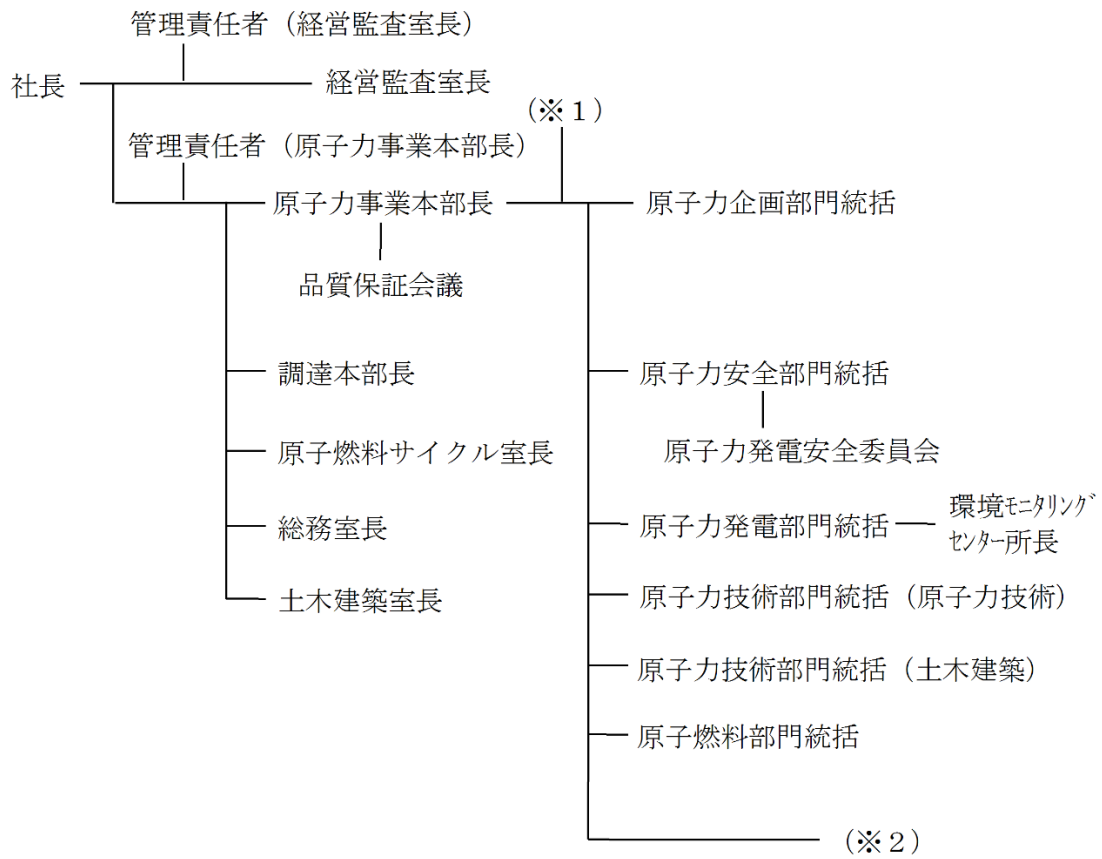 管理責任者（経営監査室長）
社長
経営監査室長
（※１）
管理責任者（原子力事業本部長）
原子力事業本部長
原子力企画部門統括
品質保証会議
調達本部長
原子力安全部門統括
原子力発電安全委員会
原子燃料サイクル室長
総務室長
原子力発電部門統括
環境ﾓﾆﾀﾘﾝｸﾞ
ｾﾝﾀｰ所長
土木建築室長
原子力技術部門統括（原子力技術）
原子力技術部門統括（土木建築）
原子燃料部門統括
（※２）